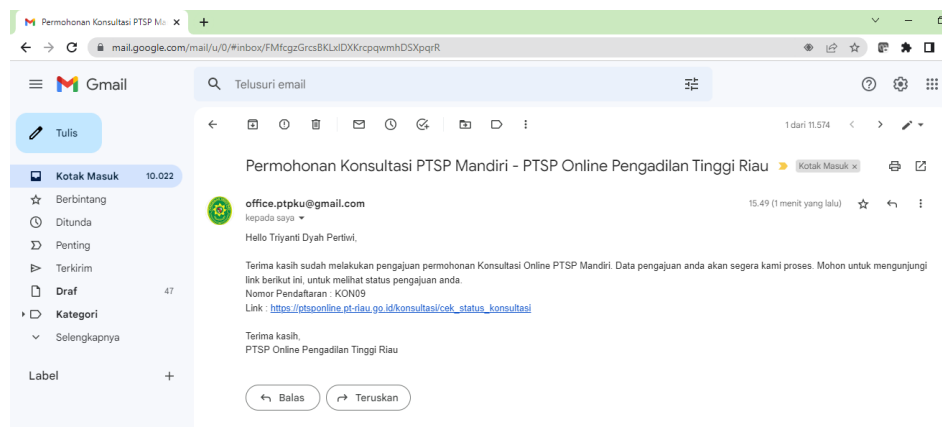 Permohonan Konsultasi PTSP Ma
mail.google.com/mail/u/0/#inbox/FMfcgzGrcsBKLxlDXKrcpqwmhDSXpqrR
Gmail
Telusuri email
Tulis
1 dari 11.574
Kotak Masuk 10.022
Berbintang
Ditunda
Penting
Terkirim
Draf 47
Kategori
Selengkapnya
Label
Permohonan Konsultasi PTSP Mandiri - PTSP Online Pengadilan Tinggi Riau Kotak Masuk x
office.ptpku@gmail.com 15.49 (1 menit yang lalu)
kepada saya
Hello Triyanti Dyah Pertiwi,
Terima kasih sudah melakukan pengajuan permohonan Konsultasi Online PTSP Mandiri. Data pengajuan anda akan segera kami proses. Mohon untuk mengunjungi
link berikut ini, untuk melihat status pengajuan anda.
Nomor Pendaftaran : KON09
Link : https://ptsponline.pt-riau.go.id/konsultasi/cek_status_konsultasi
Terima kasih,
PTSP Online Pengadilan Tinggi Riau
Balas
Teruskan